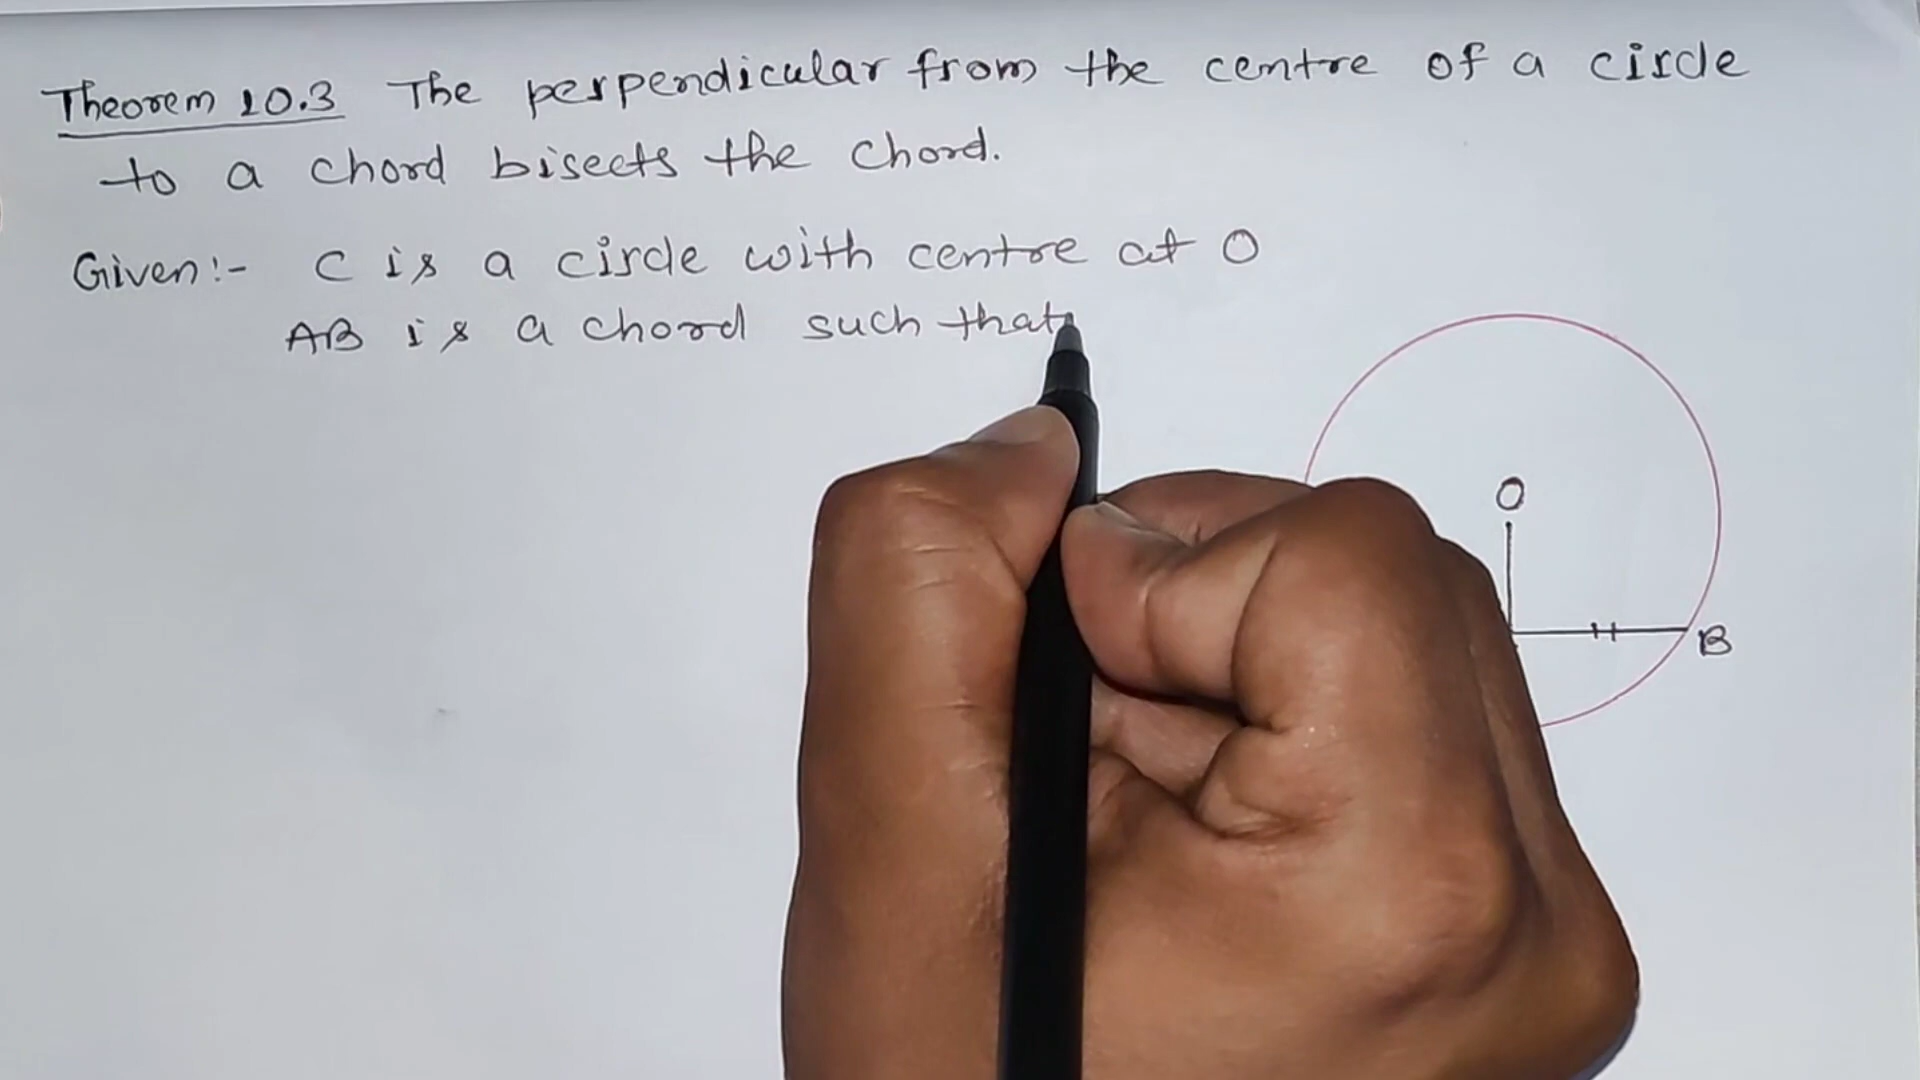 Theorem 10.3 The perpendicular from the centre of a circle
to a chord bisects the chord.
Given:- C is a circle with centre at O
AB is a chord such that
O
B